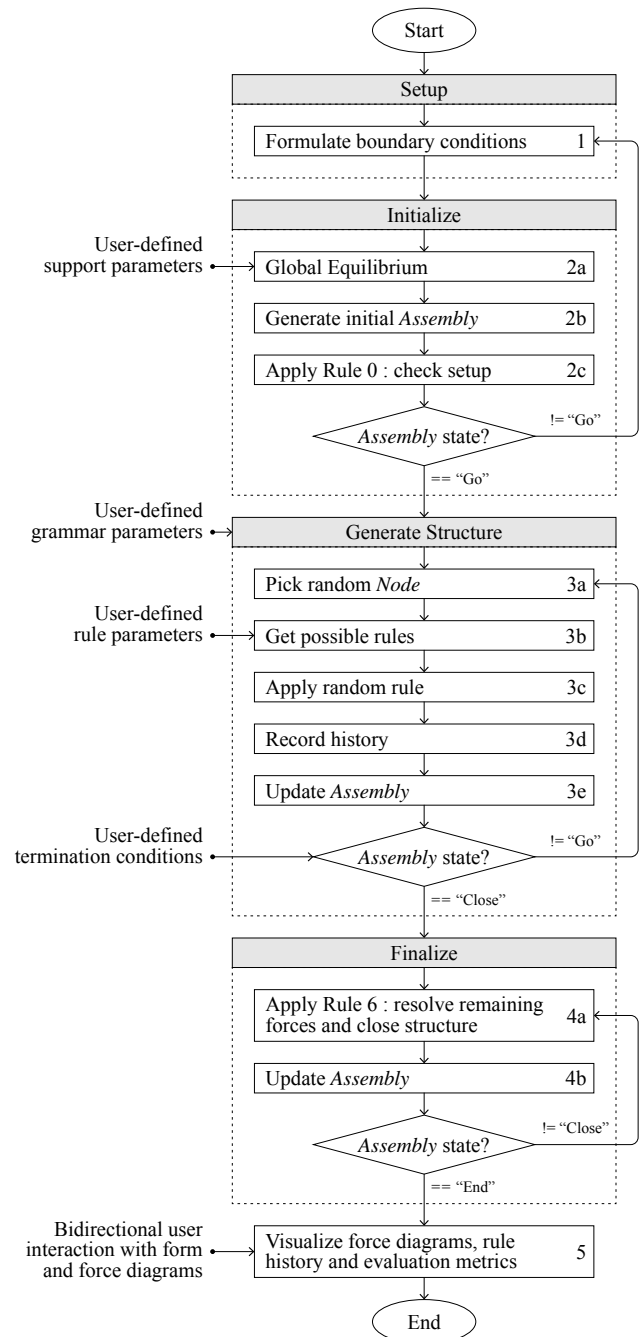 Start
Setup
Formulate boundary conditions 1
Initialize
User-defined
support parameters
Global Equilibrium 2a
Generate initial Assembly 2b
Apply Rule 0 : check setup 2c
Assembly state?
!= “Go”
== “Go”
User-defined
grammar parameters
Generate Structure
Pick random Node 3a
User-defined
rule parameters
Get possible rules 3b
Apply random rule 3c
Record history 3d
Update Assembly 3e
User-defined
termination conditions
Assembly state?
!= “Go”
== “Close”
Finalize
Apply Rule 6 : resolve remaining
forces and close structure 4a
Update Assembly 4b
Assembly state?
!= “Close”
== “End”
Bidirectional user
interaction with form
and force diagrams
Visualize force diagrams, rule
history and evaluation metrics 5
End